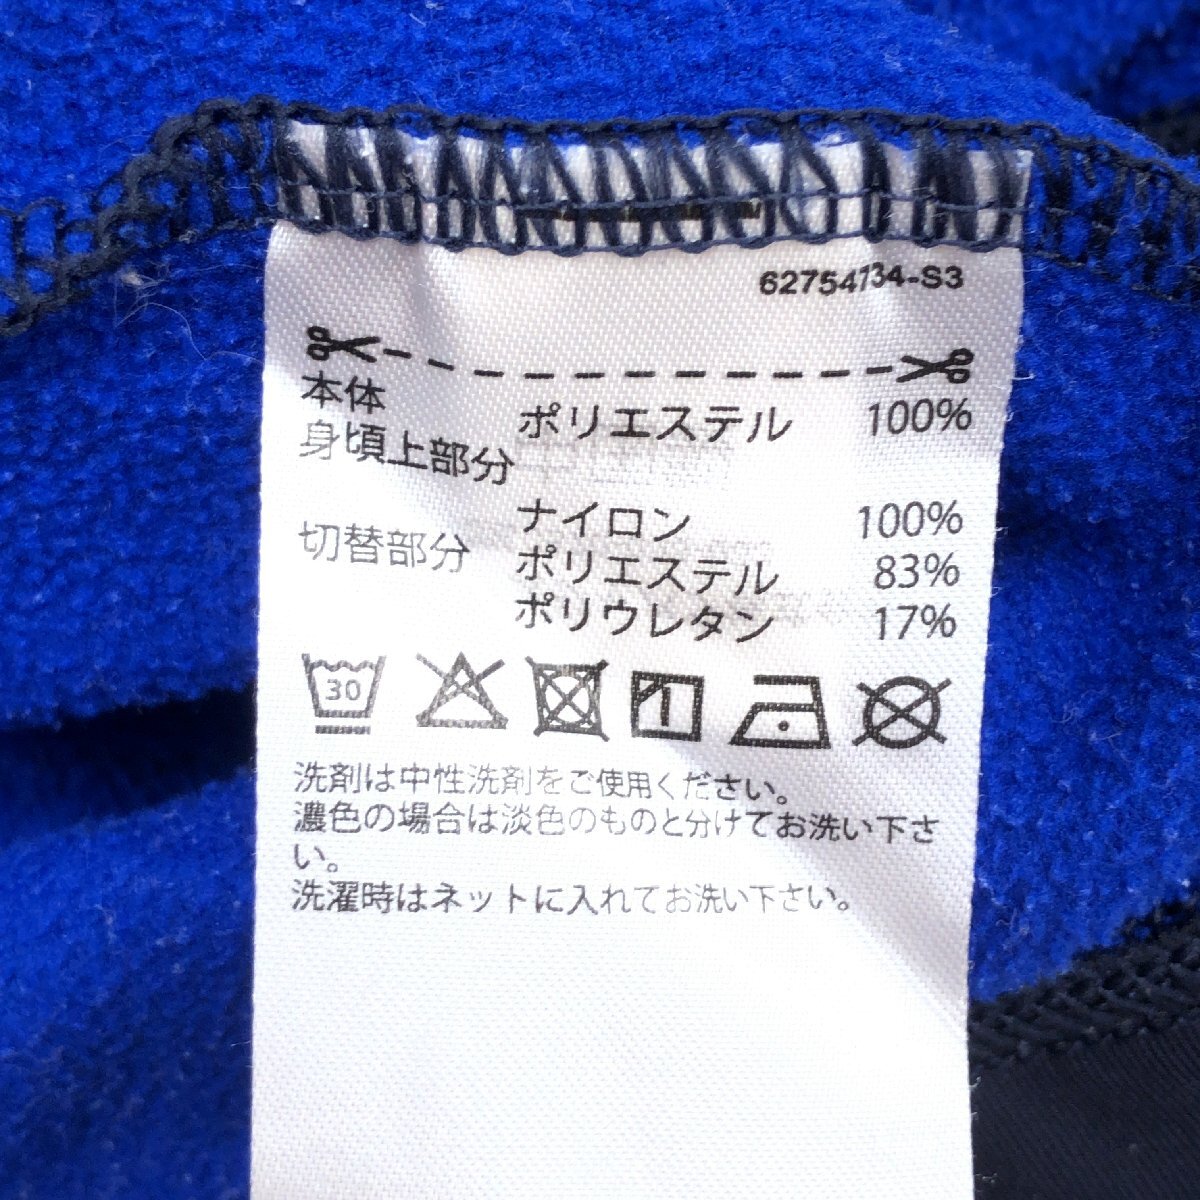 62754734-S3
本体 ポリエステル 100%
身頃上部分
ナイロン 100%
切替部分 ポリエステル 83%
ポリウレタン 17%
30
洗剤は中性洗剤をご使用ください。
濃色の場合は淡色のものと分けてお洗い下さ
い。
洗濯時はネットに入れてお洗い下さい。